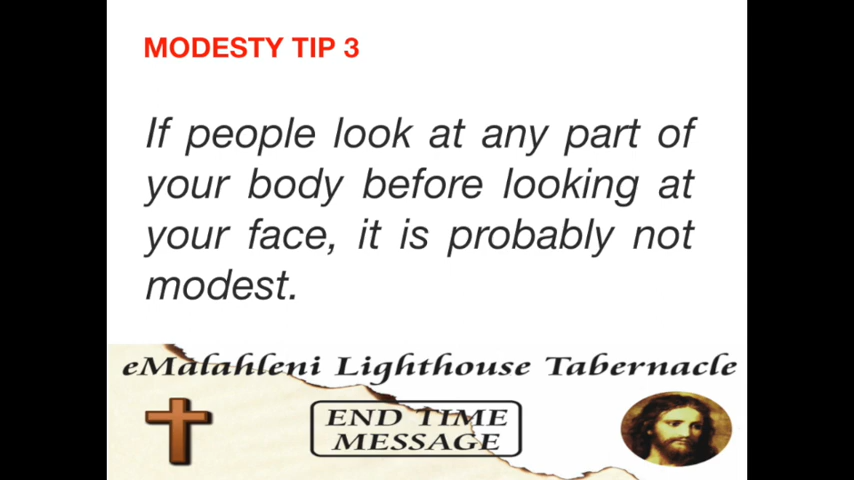 MODESTY TIP 3
If people look at any part of
your body before looking at
your face, it is probably not
modest.
eMalahleni Lighthouse Tabernacle
END TIME
MESSAGE